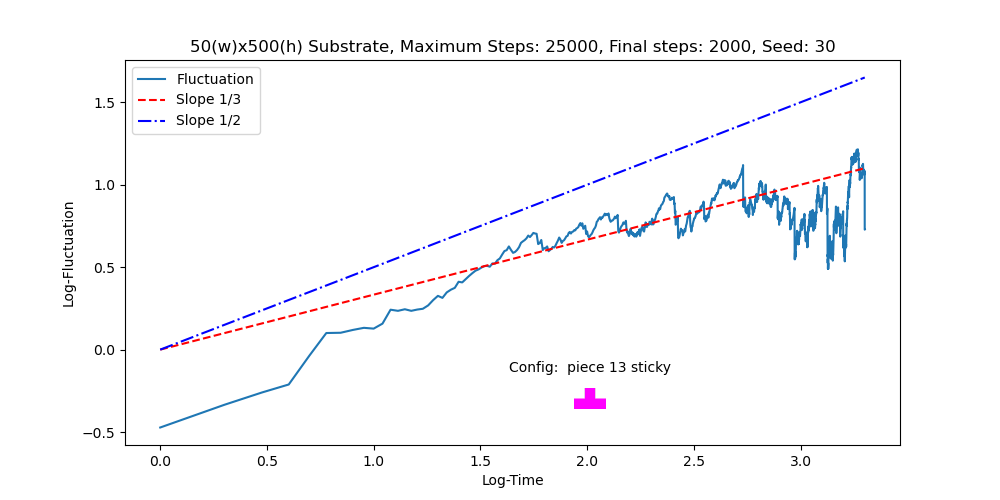 50(w)x500(h) Substrate, Maximum Steps: 25000, Final steps: 2000, Seed: 30
Fluctuation
Slope 1/3
Slope 1/2
1.5
1.0
0.5
0.0
−0.5
Log-Fluctuation
Config:  piece 13 sticky
0.0 0.5 1.0 1.5 2.0 2.5 3.0
Log-Time